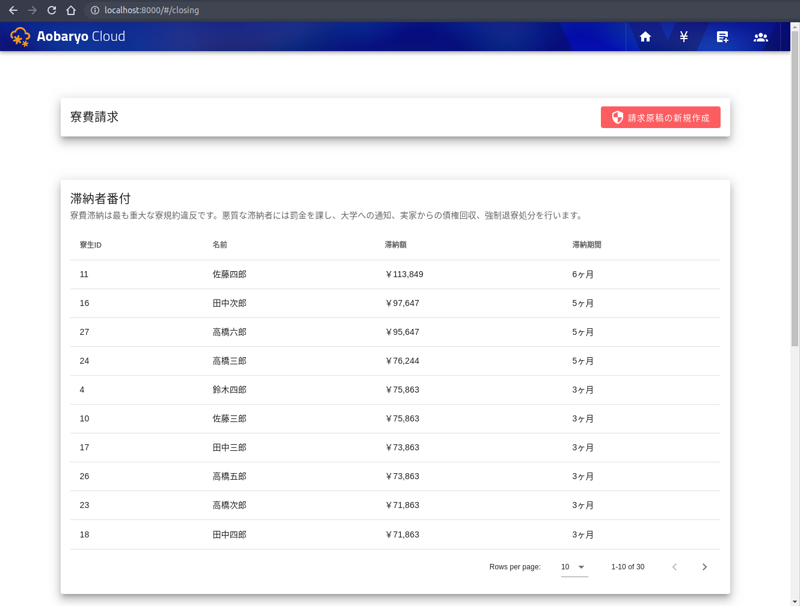 localhost:8000/#/closing
Aobaryo Cloud
寮費請求
請求原稿の新規作成
滞納者番付
寮費滞納は最も重大な寮規約違反です。悪質な滞納者には罰金を課し、大学への通知、実家からの債権回収、強制退寮処分を行います。
寮生ID 名前 滞納額 滞納期間
11 佐藤四郎 ￥113,849 6ヶ月
16 田中次郎 ￥97,647 5ヶ月
27 高橋六郎 ￥95,647 5ヶ月
24 高橋三郎 ￥76,244 5ヶ月
4 鈴木四郎 ￥75,863 3ヶ月
10 佐藤三郎 ￥75,863 3ヶ月
17 田中三郎 ￥73,863 3ヶ月
26 高橋五郎 ￥73,863 3ヶ月
23 高橋次郎 ￥71,863 3ヶ月
18 田中四郎 ￥71,863 3ヶ月
Rows per page: 10 1-10 of 30